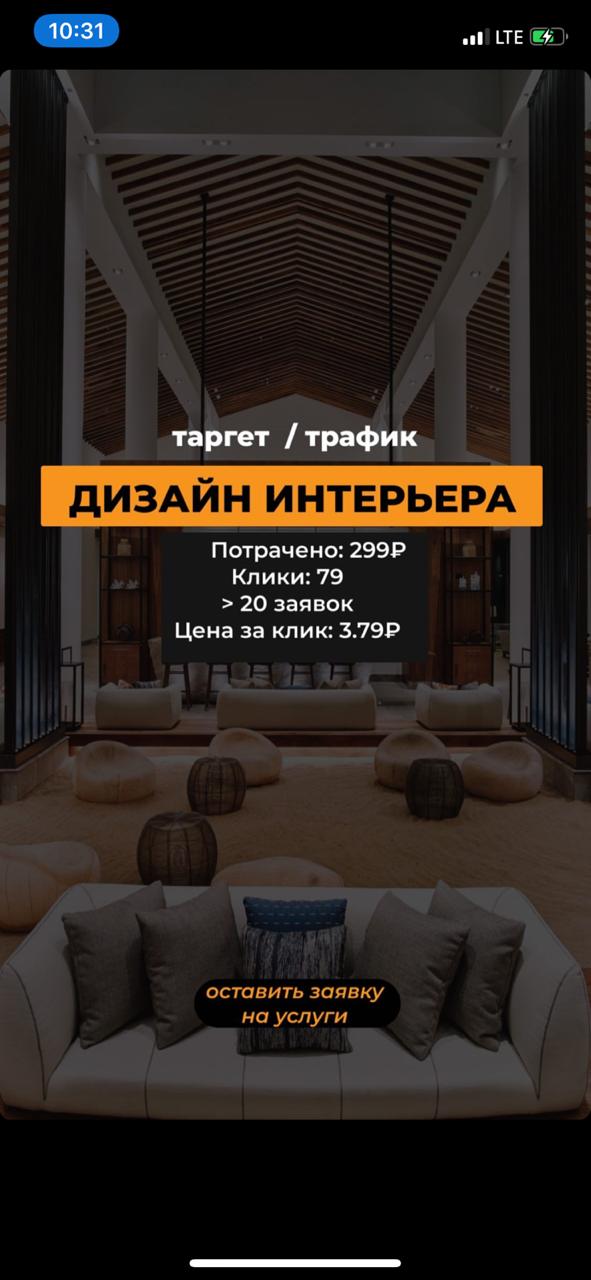 10:31
LTE
таргет / трафик
ДИЗАЙН ИНТЕРЬЕРА
Потрачено: 299₽
Клики: 79
> 20 заявок
Цена за клик: 3.79₽
оставить заявку
на услуги